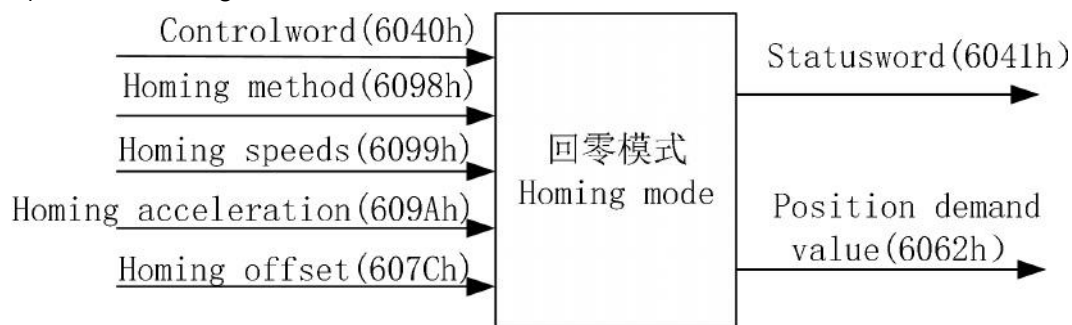 Controlword(6040h)
Homing method(6098h)
Homing speeds(6099h)
Homing acceleration(609Ah)
Homing offset(607Ch)
回零模式
Homing mode
Statusword(6041h)
Position demand
value(6062h)